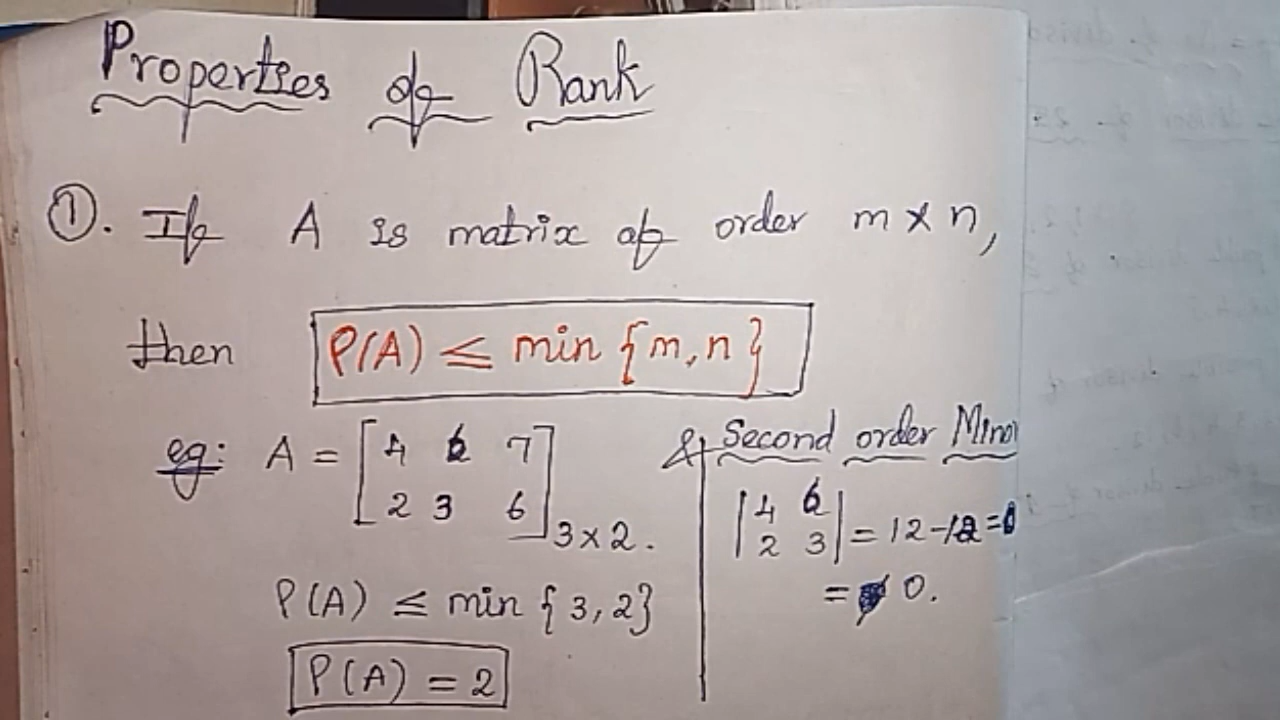 Properties of Rank
①. If A is matrix of order m × n,
then ρ(A) ≤ min {m, n}
eg: A = [4 6 7
2 3 6]3×2.
ρ(A) ≤ min {3, 2}
ρ(A) = 2
& Second order Mino
|4 6
2 3| = 12-12=0
= 0.